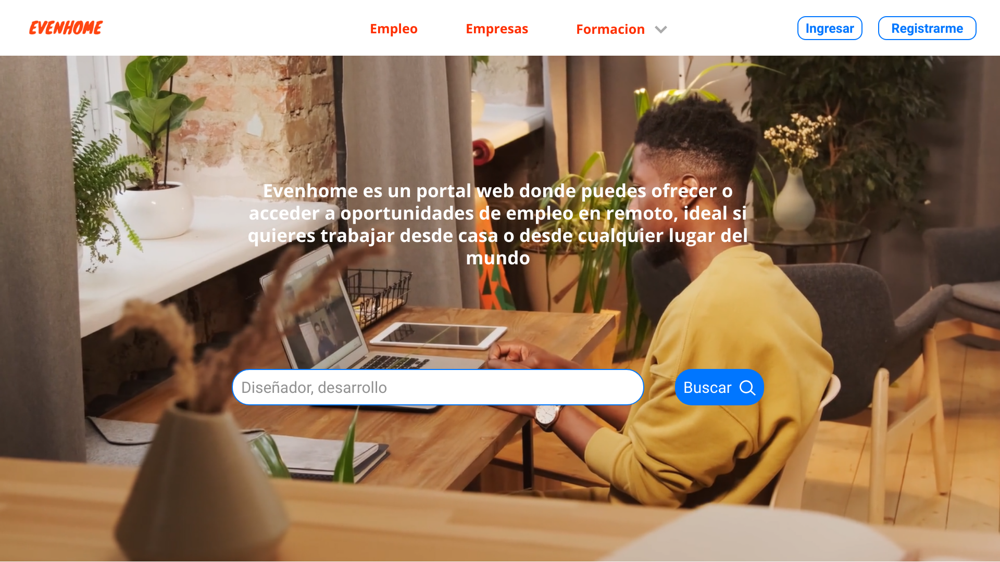 EVENHOME
Empleo
Empresas
Formacion
Ingresar
Registrarme
Evenhome es un portal web donde puedes ofrecer o
acceder a oportunidades de empleo en remoto, ideal si
quieres trabajar desde casa o desde cualquier lugar del
mundo
Diseñador, desarrollo
Buscar